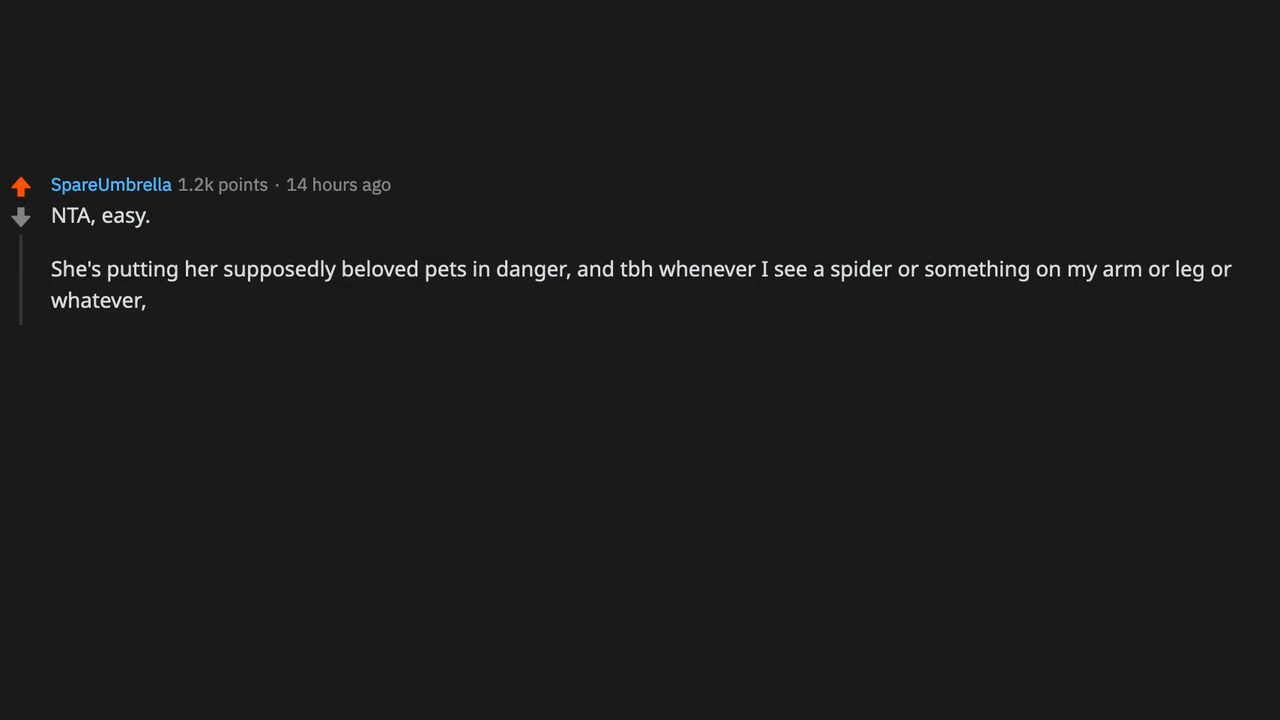 SpareUmbrella 1.2k points · 14 hours ago
NTA, easy.
She's putting her supposedly beloved pets in danger, and tbh whenever I see a spider or something on my arm or leg or
whatever,